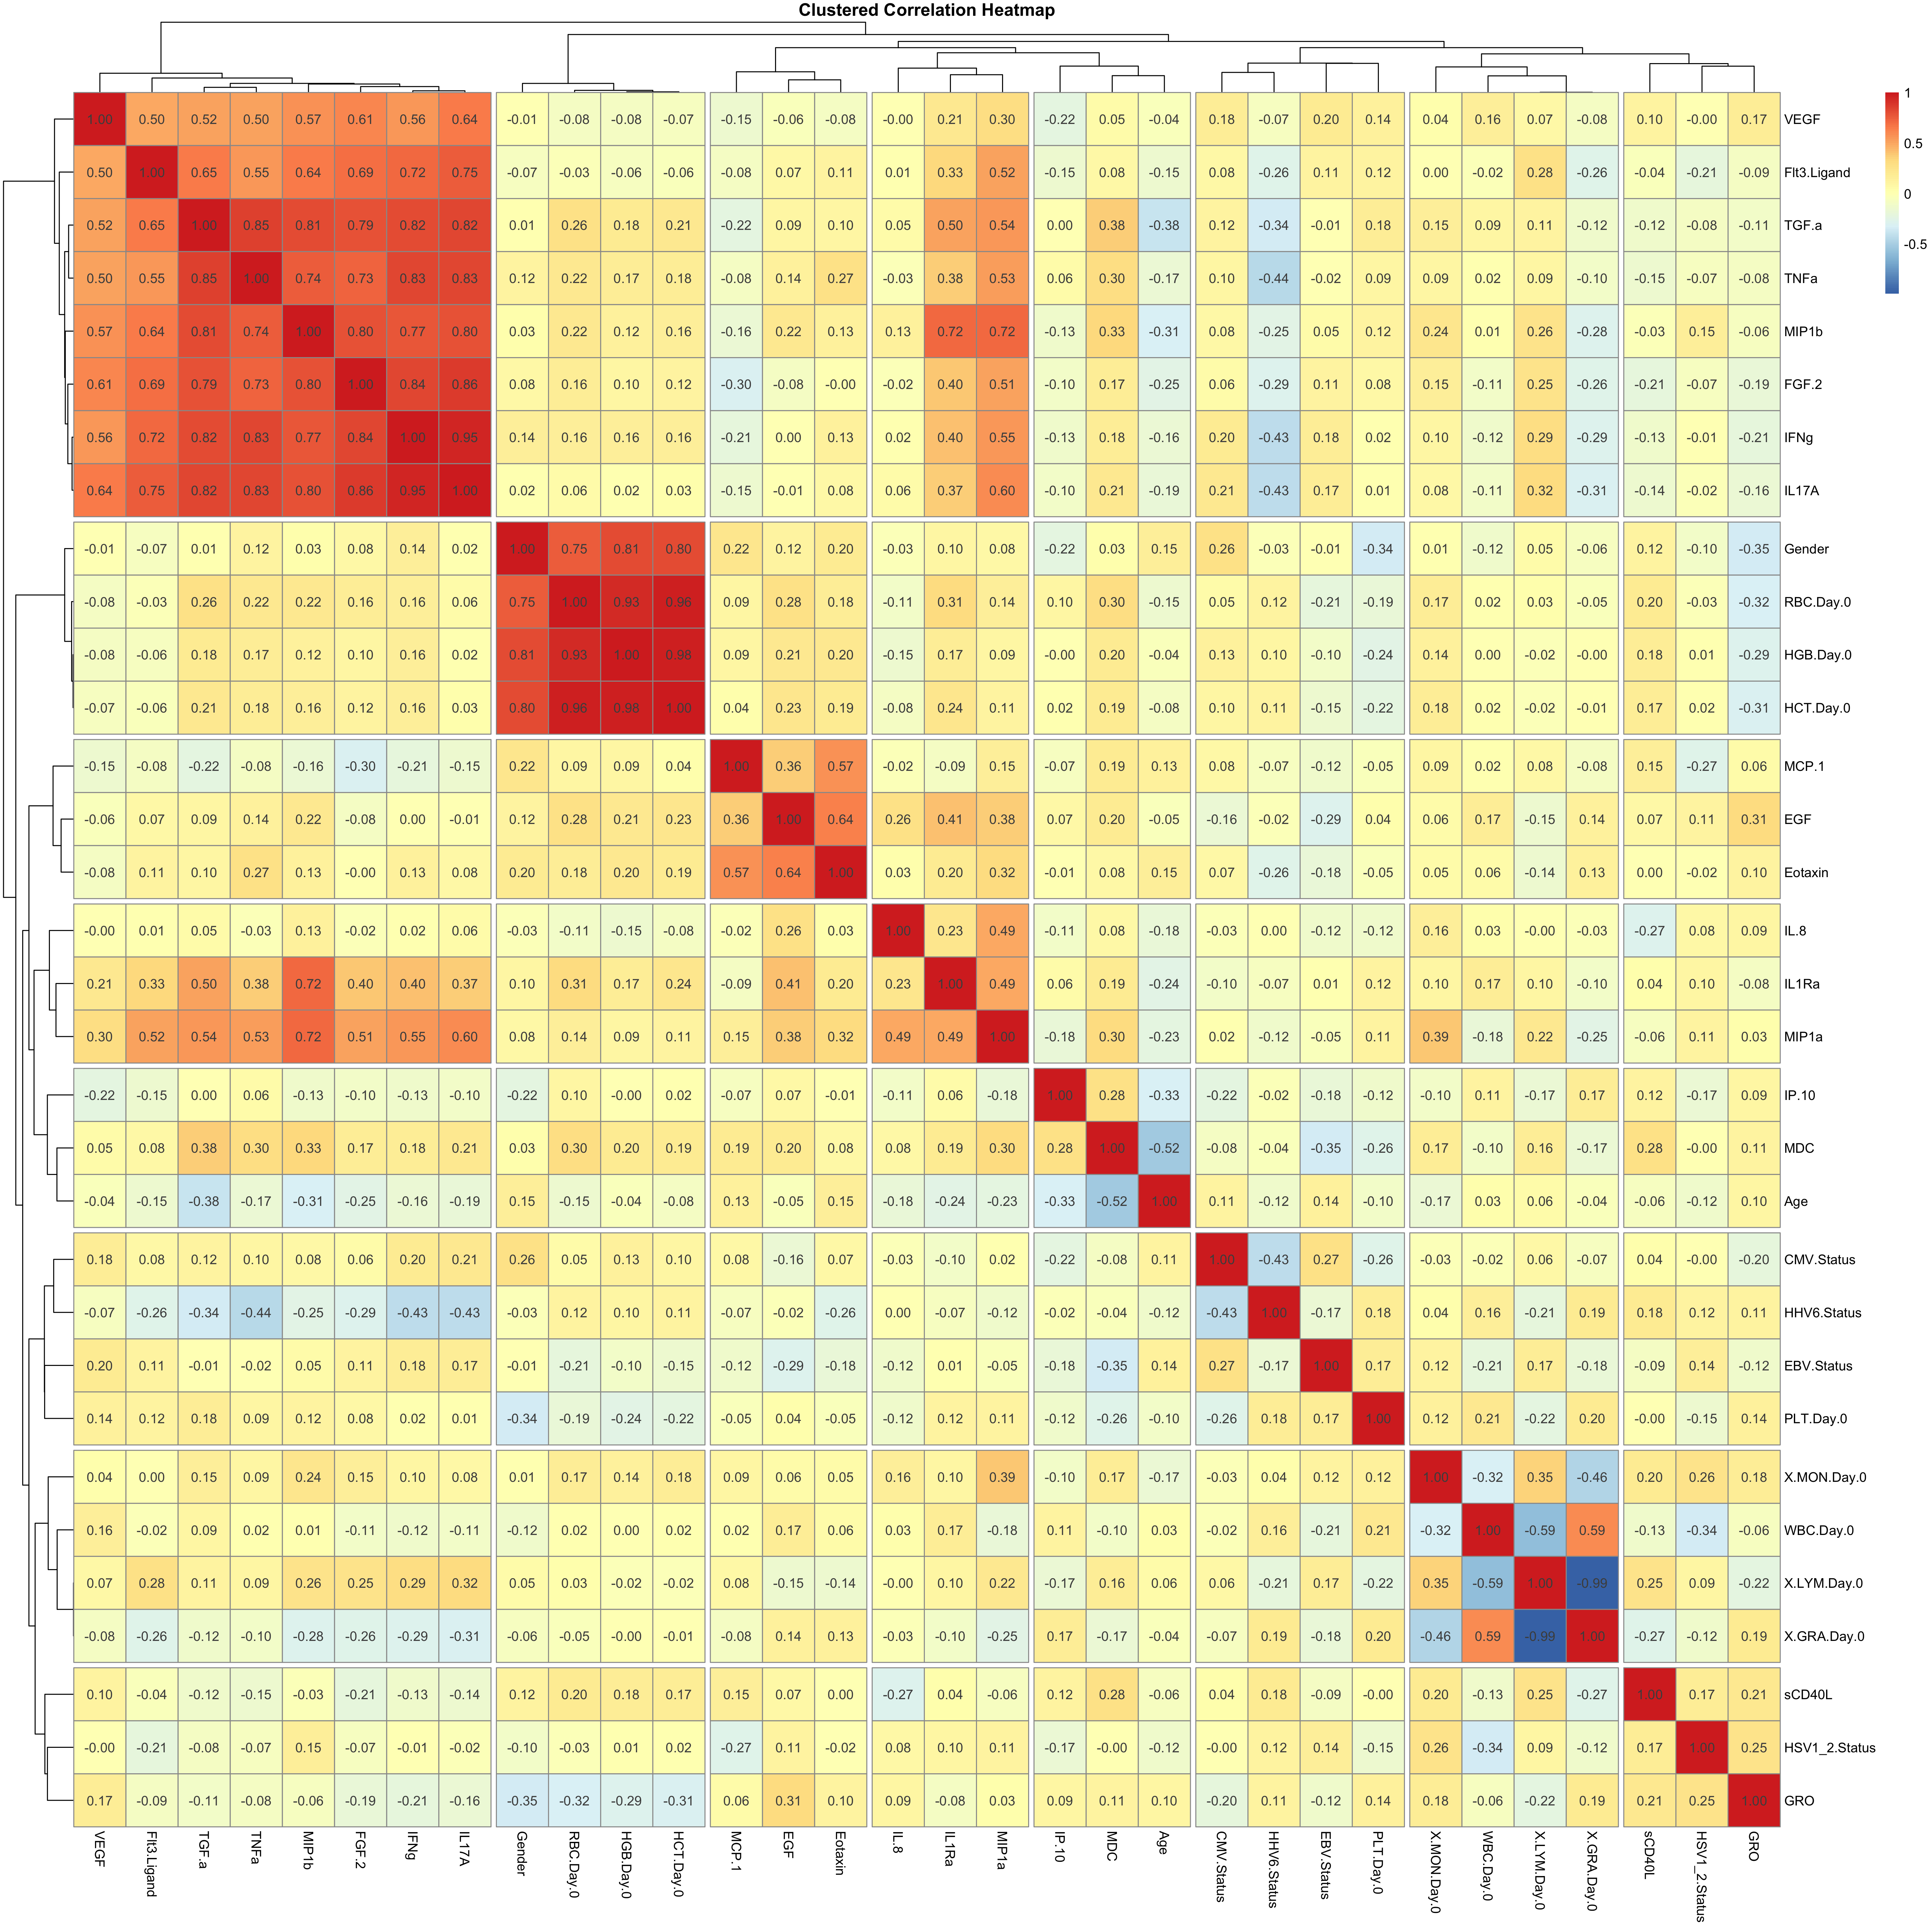 Clustered Correlation Heatmap
1
0.5
0
-0.5
1.00 0.50 0.52 0.50 0.57 0.61 0.56 0.64 -0.01 -0.08 -0.08 -0.07 -0.15 -0.06 -0.08 -0.00 0.21 0.30 -0.22 0.05 -0.04 0.18 -0.07 0.20 0.14 0.04 0.16 0.07 -0.08 0.10 -0.00 0.17 VEGF
0.50 1.00 0.65 0.55 0.64 0.69 0.72 0.75 -0.07 -0.03 -0.06 -0.06 -0.08 0.07 0.11 0.01 0.33 0.52 -0.15 0.08 -0.15 0.08 -0.26 0.11 0.12 0.00 -0.02 0.28 -0.26 -0.04 -0.21 -0.09 Flt3.Ligand
0.52 0.65 1.00 0.85 0.81 0.79 0.82 0.82 0.01 0.26 0.18 0.21 -0.22 0.09 0.10 0.05 0.50 0.54 0.00 0.38 -0.38 0.12 -0.34 -0.01 0.18 0.15 0.09 0.11 -0.12 -0.12 -0.08 -0.11 TGF.a
0.50 0.55 0.85 1.00 0.74 0.73 0.83 0.83 0.12 0.22 0.17 0.18 -0.08 0.14 0.27 -0.03 0.38 0.53 0.06 0.30 -0.17 0.10 -0.44 -0.02 0.09 0.09 0.02 0.09 -0.10 -0.15 -0.07 -0.08 TNFa
0.57 0.64 0.81 0.74 1.00 0.80 0.77 0.80 0.03 0.22 0.12 0.16 -0.16 0.22 0.13 0.13 0.72 0.72 -0.13 0.33 -0.31 0.08 -0.25 0.05 0.12 0.24 0.01 0.26 -0.28 -0.03 0.15 -0.06 MIP1b
0.61 0.69 0.79 0.73 0.80 1.00 0.84 0.86 0.08 0.16 0.10 0.12 -0.30 -0.08 -0.00 -0.02 0.40 0.51 -0.10 0.17 -0.25 0.06 -0.29 0.11 0.08 0.15 -0.11 0.25 -0.26 -0.21 -0.07 -0.19 FGF.2
0.56 0.72 0.82 0.83 0.77 0.84 1.00 0.95 0.14 0.16 0.16 0.16 -0.21 0.00 0.13 0.02 0.40 0.55 -0.13 0.18 -0.16 0.20 -0.43 0.18 0.02 0.10 -0.12 0.29 -0.29 -0.13 -0.01 -0.21 IFNg
0.64 0.75 0.82 0.83 0.80 0.86 0.95 1.00 0.02 0.06 0.02 0.03 -0.15 -0.01 0.08 0.06 0.37 0.60 -0.10 0.21 -0.19 0.21 -0.43 0.17 0.01 0.08 -0.11 0.32 -0.31 -0.14 -0.02 -0.16 IL17A
-0.01 -0.07 0.01 0.12 0.03 0.08 0.14 0.02 1.00 0.75 0.81 0.80 0.22 0.12 0.20 -0.03 0.10 0.08 -0.22 0.03 0.15 0.26 -0.03 -0.01 -0.34 0.01 -0.12 0.05 -0.06 0.12 -0.10 -0.35 Gender
-0.08 -0.03 0.26 0.22 0.22 0.16 0.16 0.06 0.75 1.00 0.93 0.96 0.09 0.28 0.18 -0.11 0.31 0.14 0.10 0.30 -0.15 0.05 0.12 -0.21 -0.19 0.17 0.02 0.03 -0.05 0.20 -0.03 -0.32 RBC.Day.0
-0.08 -0.06 0.18 0.17 0.12 0.10 0.16 0.02 0.81 0.93 1.00 0.98 0.09 0.21 0.20 -0.15 0.17 0.09 -0.00 0.20 -0.04 0.13 0.10 -0.10 -0.24 0.14 0.00 -0.02 -0.00 0.18 0.01 -0.29 HGB.Day.0
-0.07 -0.06 0.21 0.18 0.16 0.12 0.16 0.03 0.80 0.96 0.98 1.00 0.04 0.23 0.19 -0.08 0.24 0.11 0.02 0.19 -0.08 0.10 0.11 -0.15 -0.22 0.18 0.02 -0.02 -0.01 0.17 0.02 -0.31 HCT.Day.0
-0.15 -0.08 -0.22 -0.08 -0.16 -0.30 -0.21 -0.15 0.22 0.09 0.09 0.04 1.00 0.36 0.57 -0.02 -0.09 0.15 -0.07 0.19 0.13 0.08 -0.07 -0.12 -0.05 0.09 0.02 0.08 -0.08 0.15 -0.27 0.06 MCP.1
-0.06 0.07 0.09 0.14 0.22 -0.08 0.00 -0.01 0.12 0.28 0.21 0.23 0.36 1.00 0.64 0.26 0.41 0.38 0.07 0.20 -0.05 -0.16 -0.02 -0.29 0.04 0.06 0.17 -0.15 0.14 0.07 0.11 0.31 EGF
-0.08 0.11 0.10 0.27 0.13 -0.00 0.13 0.08 0.20 0.18 0.20 0.19 0.57 0.64 1.00 0.03 0.20 0.32 -0.01 0.08 0.15 0.07 -0.26 -0.18 -0.05 0.05 0.06 -0.14 0.13 0.00 -0.02 0.10 Eotaxin
-0.00 0.01 0.05 -0.03 0.13 -0.02 0.02 0.06 -0.03 -0.11 -0.15 -0.08 -0.02 0.26 0.03 1.00 0.23 0.49 -0.11 0.08 -0.18 -0.03 0.00 -0.12 -0.12 0.16 0.03 -0.00 -0.03 -0.27 0.08 0.09 IL.8
0.21 0.33 0.50 0.38 0.72 0.40 0.40 0.37 0.10 0.31 0.17 0.24 -0.09 0.41 0.20 0.23 1.00 0.49 0.06 0.19 -0.24 -0.10 -0.07 0.01 0.12 0.10 0.17 0.10 -0.10 0.04 0.10 -0.08 IL1Ra
0.30 0.52 0.54 0.53 0.72 0.51 0.55 0.60 0.08 0.14 0.09 0.11 0.15 0.38 0.32 0.49 0.49 1.00 -0.18 0.30 -0.23 0.02 -0.12 -0.05 0.11 0.39 -0.18 0.22 -0.25 -0.06 0.11 0.03 MIP1a
-0.22 -0.15 0.00 0.06 -0.13 -0.10 -0.13 -0.10 -0.22 0.10 -0.00 0.02 -0.07 0.07 -0.01 -0.11 0.06 -0.18 1.00 0.28 -0.33 -0.22 -0.02 -0.18 -0.12 -0.10 0.11 -0.17 0.17 0.12 -0.17 0.09 IP.10
0.05 0.08 0.38 0.30 0.33 0.17 0.18 0.21 0.03 0.30 0.20 0.19 0.19 0.20 0.08 0.08 0.19 0.30 0.28 1.00 -0.52 -0.08 -0.04 -0.35 -0.26 0.17 -0.10 0.16 -0.17 0.28 -0.00 0.11 MDC
-0.04 -0.15 -0.38 -0.17 -0.31 -0.25 -0.16 -0.19 0.15 -0.15 -0.04 -0.08 0.13 -0.05 0.15 -0.18 -0.24 -0.23 -0.33 -0.52 1.00 0.11 -0.12 0.14 -0.10 -0.17 0.03 0.06 -0.04 -0.06 -0.12 0.10 Age
0.18 0.08 0.12 0.10 0.08 0.06 0.20 0.21 0.26 0.05 0.13 0.10 0.08 -0.16 0.07 -0.03 -0.10 0.02 -0.22 -0.08 0.11 1.00 -0.43 0.27 -0.26 -0.03 -0.02 0.06 -0.07 0.04 -0.00 -0.20 CMV.Status
-0.07 -0.26 -0.34 -0.44 -0.25 -0.29 -0.43 -0.43 -0.03 0.12 0.10 0.11 -0.07 -0.02 -0.26 0.00 -0.07 -0.12 -0.02 -0.04 -0.12 -0.43 1.00 -0.17 0.18 0.04 0.16 -0.21 0.19 0.18 0.12 0.11 HHV6.Status
0.20 0.11 -0.01 -0.02 0.05 0.11 0.18 0.17 -0.01 -0.21 -0.10 -0.15 -0.12 -0.29 -0.18 -0.12 0.01 -0.05 -0.18 -0.35 0.14 0.27 -0.17 1.00 0.17 0.12 -0.21 0.17 -0.18 -0.09 0.14 -0.12 EBV.Status
0.14 0.12 0.18 0.09 0.12 0.08 0.02 0.01 -0.34 -0.19 -0.24 -0.22 -0.05 0.04 -0.05 -0.12 0.12 0.11 -0.12 -0.26 -0.10 -0.26 0.18 0.17 1.00 0.12 0.21 -0.22 0.20 -0.00 -0.15 0.14 PLT.Day.0
0.04 0.00 0.15 0.09 0.24 0.15 0.10 0.08 0.01 0.17 0.14 0.18 0.09 0.06 0.05 0.16 0.10 0.39 -0.10 0.17 -0.17 -0.03 0.04 0.12 0.12 1.00 -0.32 0.35 -0.46 0.20 0.26 0.18 X.MON.Day.0
0.16 -0.02 0.09 0.02 0.01 -0.11 -0.12 -0.11 -0.12 0.02 0.00 0.02 0.02 0.17 0.06 0.03 0.17 -0.18 0.11 -0.10 0.03 -0.02 0.16 -0.21 0.21 -0.32 1.00 -0.59 0.59 -0.13 -0.34 -0.06 WBC.Day.0
0.07 0.28 0.11 0.09 0.26 0.25 0.29 0.32 0.05 0.03 -0.02 -0.02 0.08 -0.15 -0.14 -0.00 0.10 0.22 -0.17 0.16 0.06 0.06 -0.21 0.17 -0.22 0.35 -0.59 1.00 -0.99 0.25 0.09 -0.22 X.LYM.Day.0
-0.08 -0.26 -0.12 -0.10 -0.28 -0.26 -0.29 -0.31 -0.06 -0.05 -0.00 -0.01 -0.08 0.14 0.13 -0.03 -0.10 -0.25 0.17 -0.17 -0.04 -0.07 0.19 -0.18 0.20 -0.46 0.59 -0.99 1.00 -0.27 -0.12 0.19 X.GRA.Day.0
0.10 -0.04 -0.12 -0.15 -0.03 -0.21 -0.13 -0.14 0.12 0.20 0.18 0.17 0.15 0.07 0.00 -0.27 0.04 -0.06 0.12 0.28 -0.06 0.04 0.18 -0.09 -0.00 0.20 -0.13 0.25 -0.27 1.00 0.17 0.21 sCD40L
-0.00 -0.21 -0.08 -0.07 0.15 -0.07 -0.01 -0.02 -0.10 -0.03 0.01 0.02 -0.27 0.11 -0.02 0.08 0.10 0.11 -0.17 -0.00 -0.12 -0.00 0.12 0.14 -0.15 0.26 -0.34 0.09 -0.12 0.17 1.00 0.25 HSV1_2.Status
0.17 -0.09 -0.11 -0.08 -0.06 -0.19 -0.21 -0.16 -0.35 -0.32 -0.29 -0.31 0.06 0.31 0.10 0.09 -0.08 0.03 0.09 0.11 0.10 -0.20 0.11 -0.12 0.14 0.18 -0.06 -0.22 0.19 0.21 0.25 1.00 GRO
VEGF Flt3.Ligand TGF.a TNFa MIP1b FGF.2 IFNg IL17A Gender RBC.Day.0 HGB.Day.0 HCT.Day.0 MCP.1 EGF Eotaxin IL.8 IL1Ra MIP1a IP.10 MDC Age CMV.Status HHV6.Status EBV.Status PLT.Day.0 X.MON.Day.0 WBC.Day.0 X.LYM.Day.0 X.GRA.Day.0 sCD40L HSV1_2.Status GRO